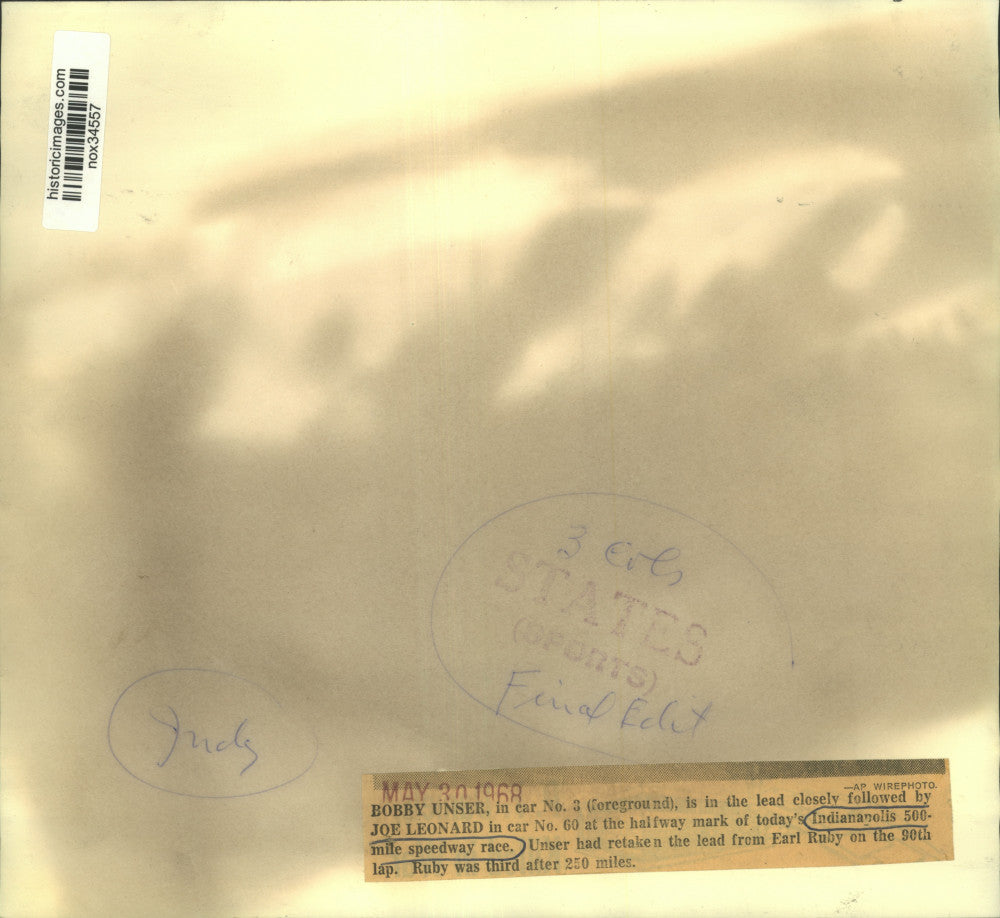 historicimages.com
nox34557
3 Cols
STATES
(SPORTS)
Final Edit
Indy
MAY 30 1968
—AP WIREPHOTO.
BOBBY UNSER, in car No. 3 (foreground), is in the lead closely followed by
JOE LEONARD in car No. 60 at the halfway mark of today's Indianapolis 500-
mile speedway race. Unser had retaken the lead from Earl Ruby on the 90th
lap. Ruby was third after 250 miles.